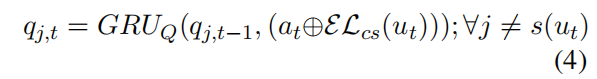 q_{j,t} = GRU_Q(q_{j,t−1}, (a_t⊕ℰℒ_{cs}(u_t))); ∀j ≠ s(u_t)
(4)